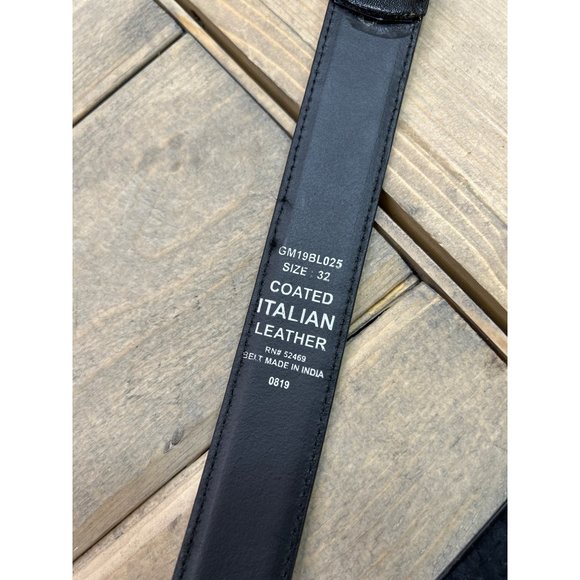 GM19BL025
SIZE : 32
COATED
ITALIAN
LEATHER
RN# 52469
BELT MADE IN INDIA
0819